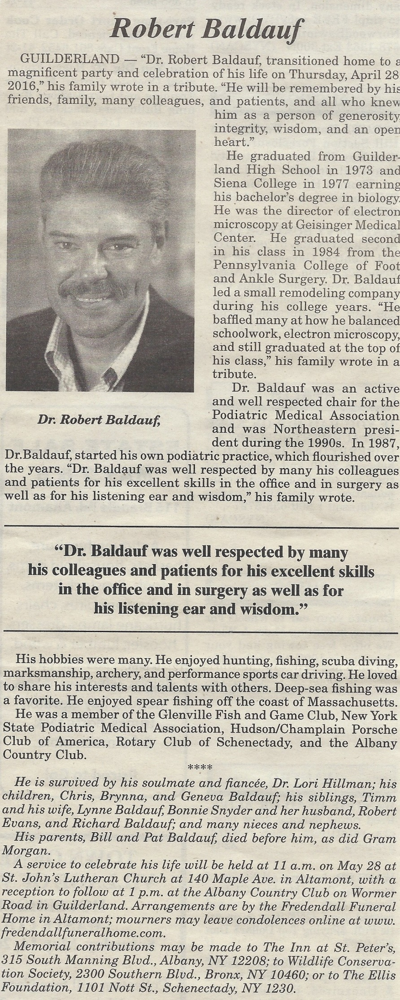 Robert Baldauf
GUILDERLAND — “Dr. Robert Baldauf, transitioned home to a
magnificent party and celebration of his life on Thursday, April 28
2016,” his family wrote in a tribute. “He will be remembered by his
friends, family, many colleagues, and patients, and all who knew
him as a person of generosity,
integrity, wisdom, and an open
heart.”
He graduated from Guilder-
land High School in 1973 and
Siena College in 1977 earning
his bachelor’s degree in biology.
He was the director of electron
microscopy at Geisinger Medical
Center. He graduated second
in his class in 1984 from the
Pennsylvania College of Foot
and Ankle Surgery. Dr. Baldauf
led a small remodeling company
during his college years. “He
baffled many at how he balanced
schoolwork, electron microscopy,
and still graduated at the top of
his class,” his family wrote in a
tribute.
Dr. Baldauf was an active
and well respected chair for the
Podiatric Medical Association
and was Northeastern presi-
dent during the 1990s. In 1987,
Dr. Robert Baldauf,
Dr.Baldauf, started his own podiatric practice, which flourished over
the years. “Dr. Baldauf was well respected by many his colleagues
and patients for his excellent skills in the office and in surgery as
well as for his listening ear and wisdom,” his family wrote.
“Dr. Baldauf was well respected by many
his colleagues and patients for his excellent skills
in the office and in surgery as well as for
his listening ear and wisdom.”
His hobbies were many. He enjoyed hunting, fishing, scuba diving,
marksmanship, archery, and performance sports car driving. He loved
to share his interests and talents with others. Deep-sea fishing was
a favorite. He enjoyed spear fishing off the coast of Massachusetts.
He was a member of the Glenville Fish and Game Club, New York
State Podiatric Medical Association, Hudson/Champlain Porsche
Club of America, Rotary Club of Schenectady, and the Albany
Country Club.
****
He is survived by his soulmate and fiancée, Dr. Lori Hillman; his
children, Chris, Brynna, and Geneva Baldauf; his siblings, Timm
and his wife, Lynne Baldauf, Bonnie Snyder and her husband, Robert
Evans, and Richard Baldauf; and many nieces and nephews.
His parents, Bill and Pat Baldauf, died before him, as did Gram
Morgan.
A service to celebrate his life will be held at 11 a.m. on May 28 at
St. John’s Lutheran Church at 140 Maple Ave. in Altamont, with a
reception to follow at 1 p.m. at the Albany Country Club on Wormer
Road in Guilderland. Arrangements are by the Fredendall Funeral
Home in Altamont; mourners may leave condolences online at www.
fredendallfuneralhome.com.
Memorial contributions may be made to The Inn at St. Peter’s,
315 South Manning Blvd., Albany, NY 12208; to Wildlife Conserva-
tion Society, 2300 Southern Blvd., Bronx, NY 10460; or to The Ellis
Foundation, 1101 Nott St., Schenectady, NY 1230.